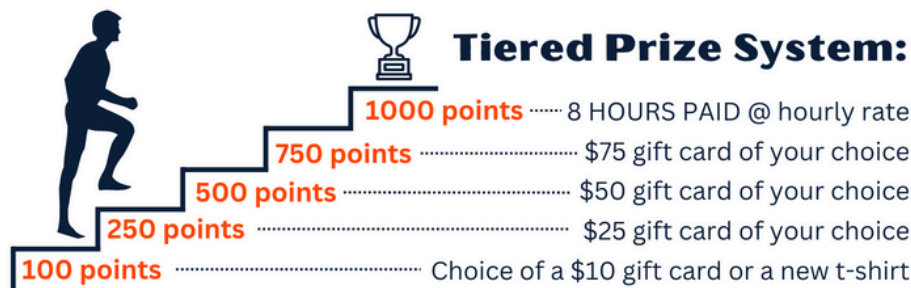 Tiered Prize System:
1000 points ········ 8 HOURS PAID @ hourly rate
750 points ········ $75 gift card of your choice
500 points ········ $50 gift card of your choice
250 points ········ $25 gift card of your choice
100 points ········ Choice of a $10 gift card or a new t-shirt